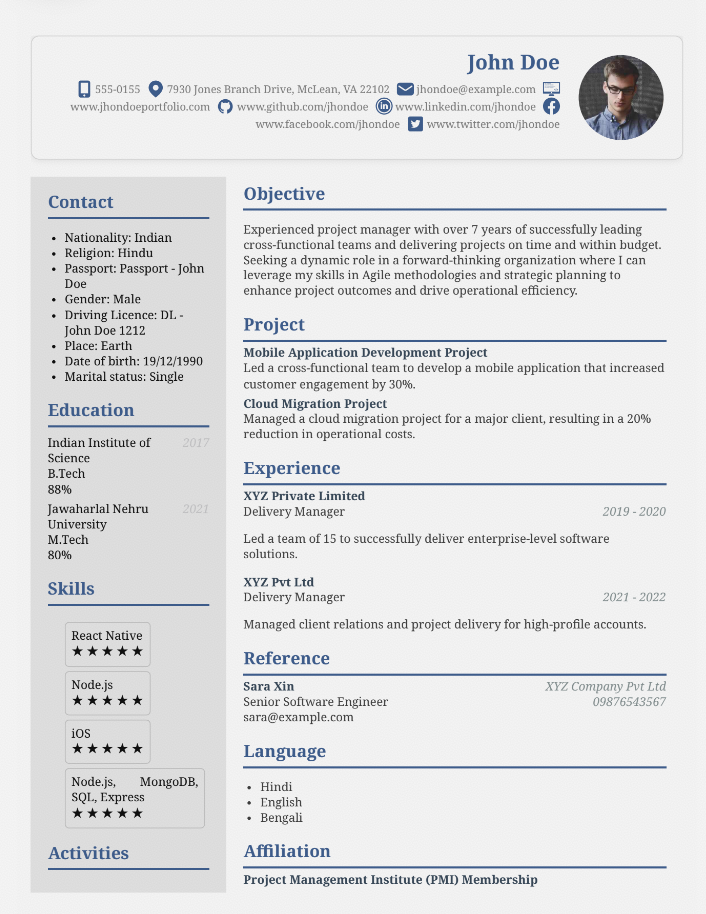 John Doe
555-0155 7930 Jones Branch Drive, McLean, VA 22102 jhondoe@example.com
www.jhondoeportfolio.com www.github.com/jhondoe www.linkedin.com/jhondoe
www.facebook.com/jhondoe www.twitter.com/jhondoe
Contact
Nationality: Indian
Religion: Hindu
Passport: Passport - John
Doe
Gender: Male
Driving Licence: DL -
John Doe 1212
Place: Earth
Date of birth: 19/12/1990
Marital status: Single
Education
Indian Institute of 2017
Science
B.Tech
88%
Jawaharlal Nehru 2021
University
M.Tech
80%
Skills
React Native
★★★★★
Node.js
★★★★★
iOS
★★★★★
Node.js, MongoDB,
SQL, Express
★★★★★
Activities
Objective
Experienced project manager with over 7 years of successfully leading
cross-functional teams and delivering projects on time and within budget.
Seeking a dynamic role in a forward-thinking organization where I can
leverage my skills in Agile methodologies and strategic planning to
enhance project outcomes and drive operational efficiency.
Project
Mobile Application Development Project
Led a cross-functional team to develop a mobile application that increased
customer engagement by 30%.
Cloud Migration Project
Managed a cloud migration project for a major client, resulting in a 20%
reduction in operational costs.
Experience
XYZ Private Limited
Delivery Manager 2019 - 2020
Led a team of 15 to successfully deliver enterprise-level software
solutions.
XYZ Pvt Ltd
Delivery Manager 2021 - 2022
Managed client relations and project delivery for high-profile accounts.
Reference
Sara Xin XYZ Company Pvt Ltd
Senior Software Engineer 09876543567
sara@example.com
Language
Hindi
English
Bengali
Affiliation
Project Management Institute (PMI) Membership